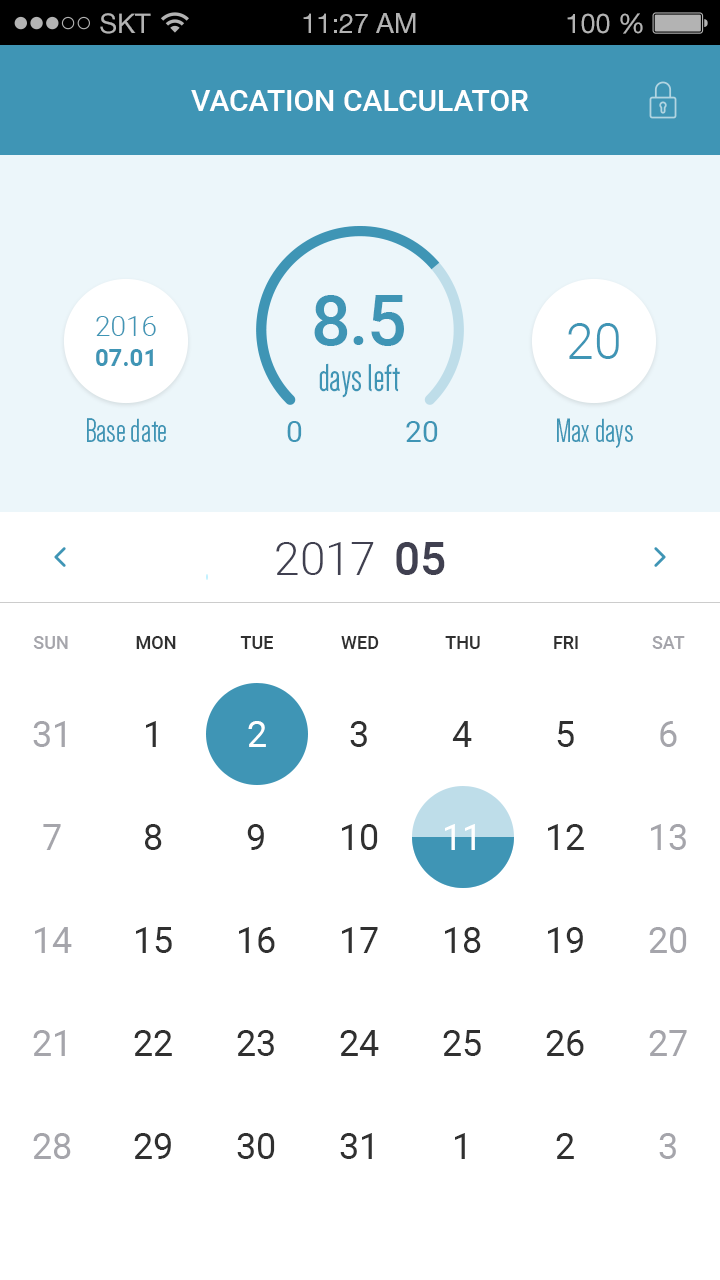 SKT 11:27 AM 100 %
VACATION CALCULATOR
2016
07.01
Base date
8.5
days left
0 20
20
Max days
2017 05
SUN MON TUE WED THU FRI SAT
31 1 2 3 4 5 6
7 8 9 10 11 12 13
14 15 16 17 18 19 20
21 22 23 24 25 26 27
28 29 30 31 1 2 3